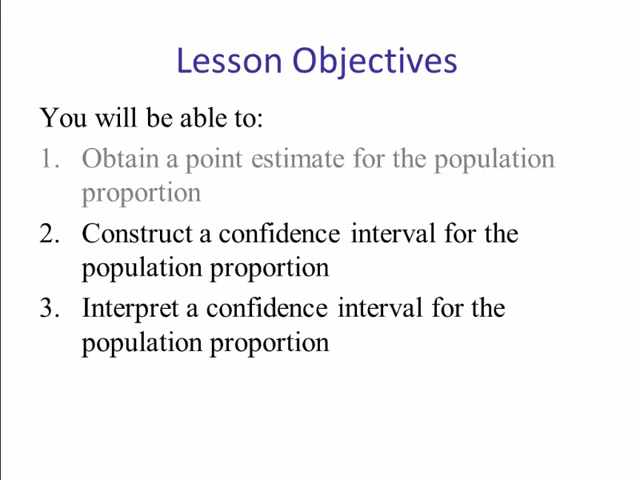 Lesson Objectives
You will be able to:
1. Obtain a point estimate for the population
proportion
2. Construct a confidence interval for the
population proportion
3. Interpret a confidence interval for the
population proportion